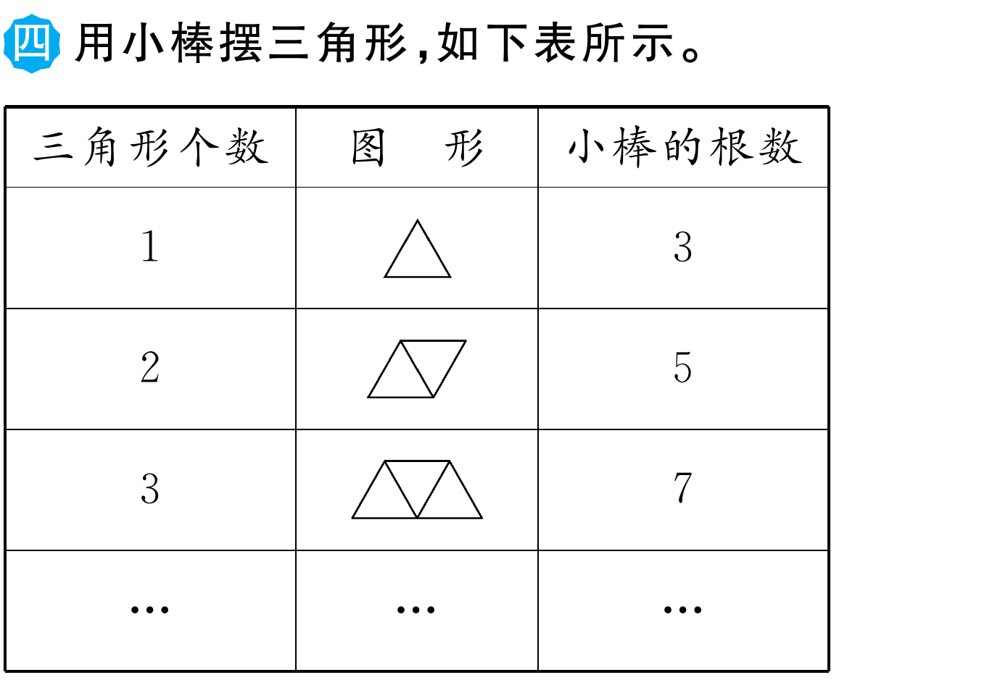 四 用小棒摆三角形,如下表所示。
三角形个数 图 形 小棒的根数
1 3
2 5
3 7
… … …